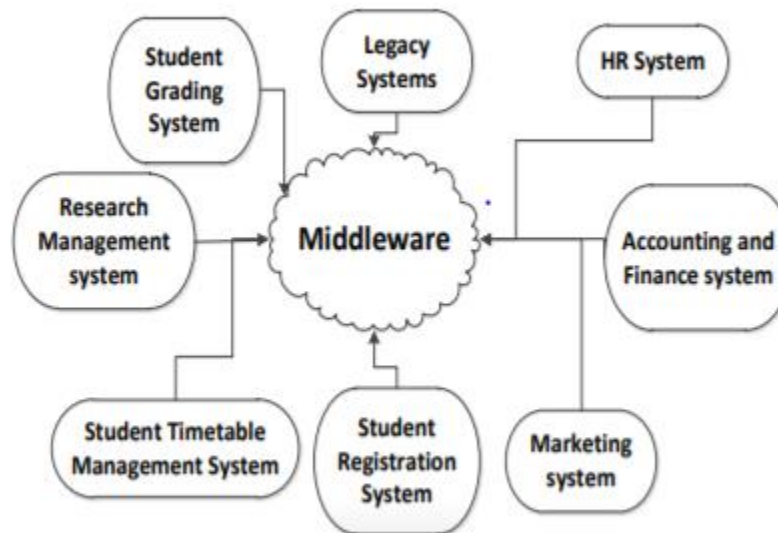 Student
Grading
System
Legacy
Systems
HR System
Research
Management
system
Middleware
Accounting and
Finance system
Student Timetable
Management System
Student
Registration
System
Marketing
system